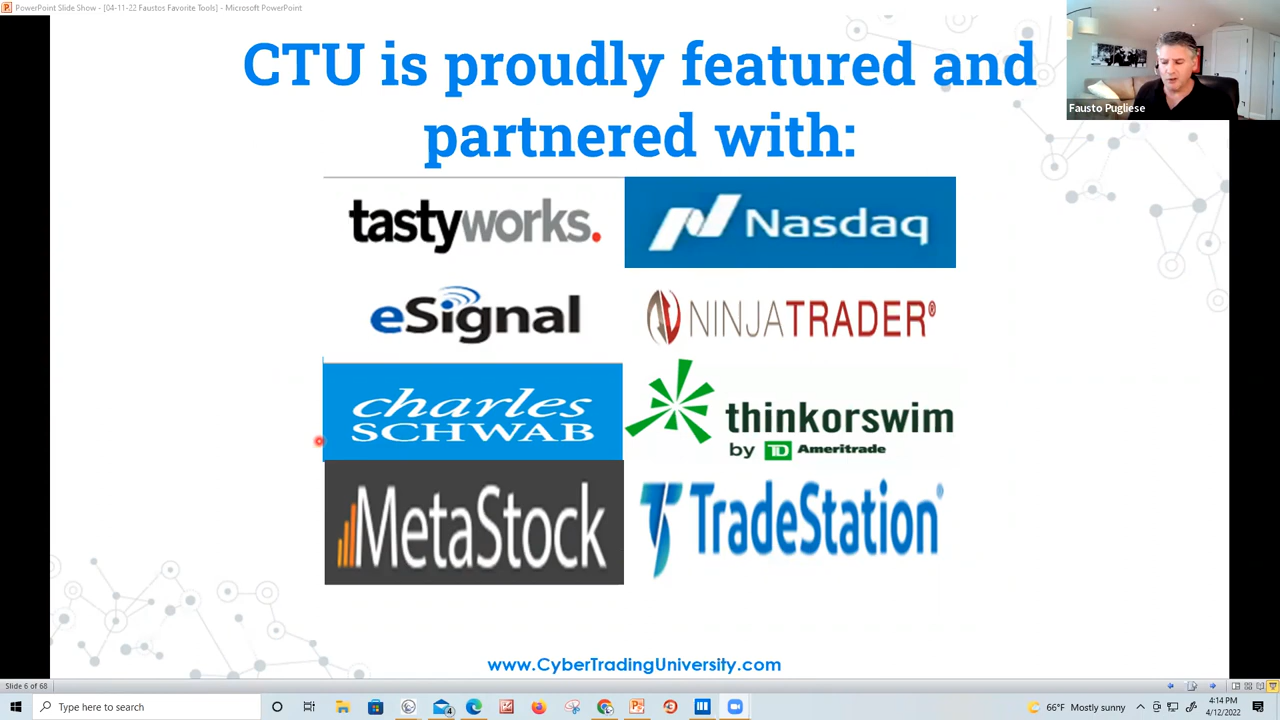 PowerPoint Slide Show - [04-11-22 Faustos Favorite Tools] - Microsoft PowerPoint
CTU is proudly featured and
partnered with:
Fausto Pugliese
tastyworks.
Nasdaq
eSignal
NINJATRADER®
charles
SCHWAB
thinkorswim
by TD Ameritrade
MetaStock
TradeStation®
www.CyberTradingUniversity.com
Slide 6 of 68
Type here to search
4
66°F Mostly sunny
4:14 PM
4/12/2022